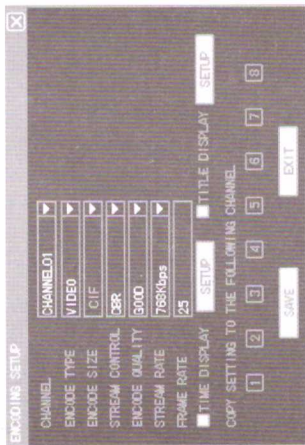 ENCODING SETUP
CHANNEL CHANNEL01
ENCODE TYPE VIDEO
ENCODE SIZE CIF
STREAM CONTROL CBR
ENCODE QUALITY GOOD
STREAM RATE 768Kbps
FRAME RATE 25
TIME DISPLAY SETUP TITLE DISPLAY SETUP
COPY SETTING TO THE FOLLOWING CHANNEL
1 2 3 4 5 6 7 8
SAVE EXIT